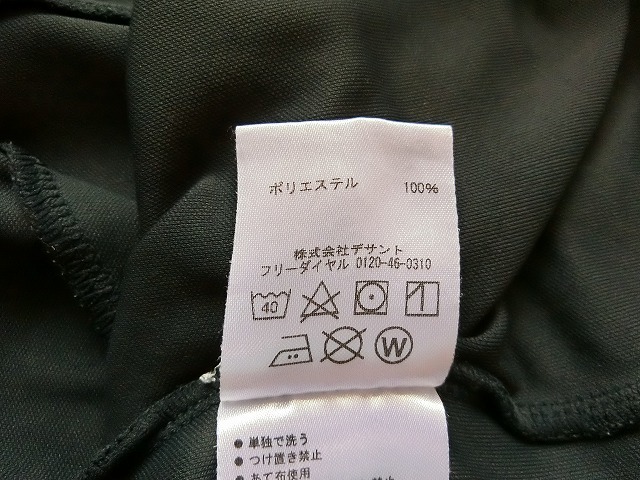 ポリエステル 100%
株式会社デサント
フリーダイヤル 0120-46-0310
40
W
● 単独で洗う
● つけ置き禁止
● あて布使用
禁止